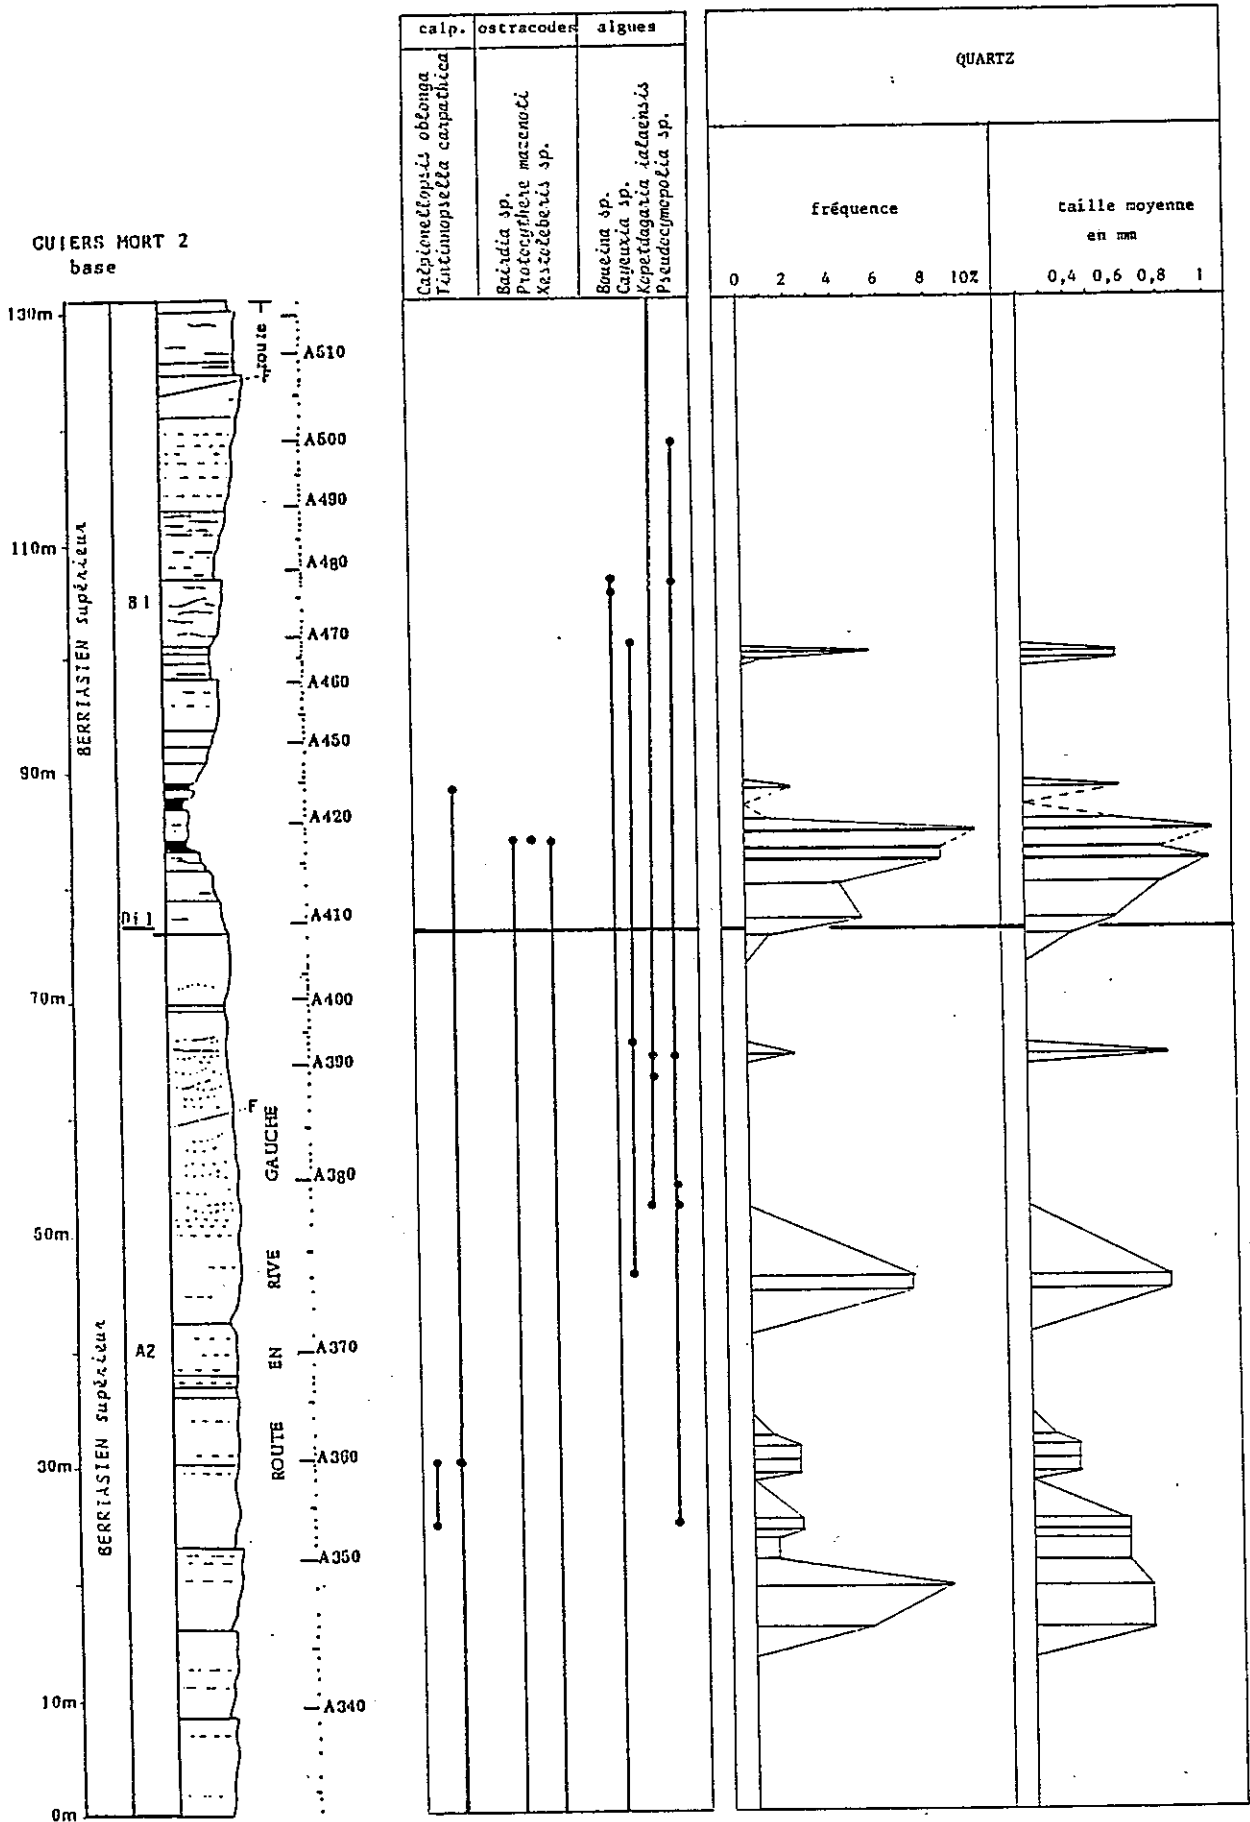 calp. ostracodes algues
QUARTZ
Calpionellopsis oblonga
Tintinnopsella carpathica
Bairdia sp.
Protocythere mazenoti
Xestoleberis sp.
Boueina sp.
Cayeuxia sp.
Kopetdagaria ialaensis
Pseudocymopolia sp.
fréquence
taille moyenne
en mm
0 2 4 6 8 10%
0,4 0,6 0,8 1
GUIERS MORT 2
base
130m
110m
90m
70m
50m
30m
10m
0m
BERRIASIEN supérieur
BERRIASIEN supérieur
B1
Di1
A2
route
F
ROUTE EN RIVE GAUCHE
A510
A500
A490
A480
A470
A460
A450
A420
A410
A400
A390
A380
A370
A360
A350
A340